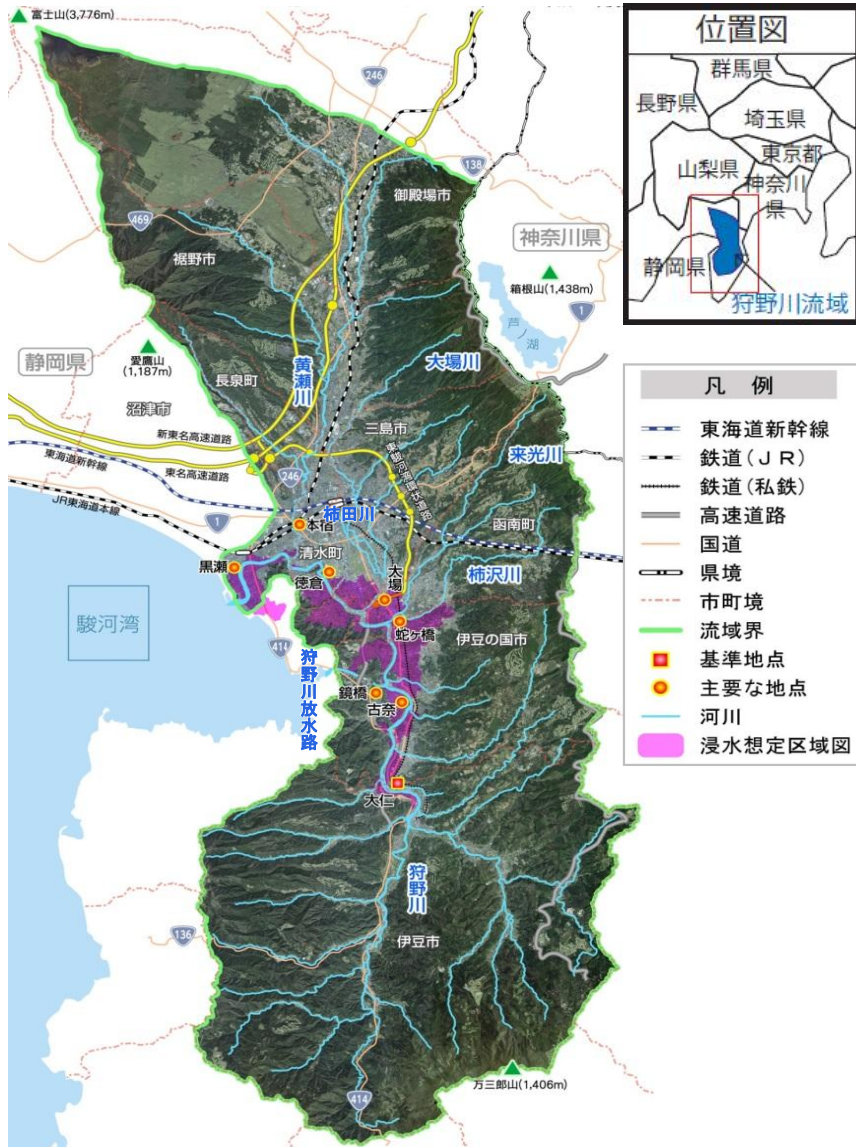 富士山(3,776m)
246
138
御殿場市
469
裾野市
神奈川県
箱根山(1,438m)
芦ノ湖
1
静岡県
愛鷹山
(1,187m)
長泉町
黄瀬川
大場川
沼津市
三島市
新東名高速道路
東海道新幹線
東名高速道路
246
東駿河湾環状道路
来光川
JR東海道本線
1
本宿
柿田川
函南町
清水町
黒瀬
徳倉
大場
柿沢川
駿河湾
蛇ヶ橋
414
伊豆の国市
狩野川放水路
鏡橋
古奈
大仁
狩野川
136
伊豆市
万三郎山(1,406m)
414
位置図
群馬県
長野県
埼玉県
東京都
山梨県
神奈川
県
静岡県
狩野川流域
凡 例
東海道新幹線
鉄道(ＪＲ)
鉄道(私鉄)
高速道路
国道
県境
市町境
流域界
基準地点
主要な地点
河川
浸水想定区域図